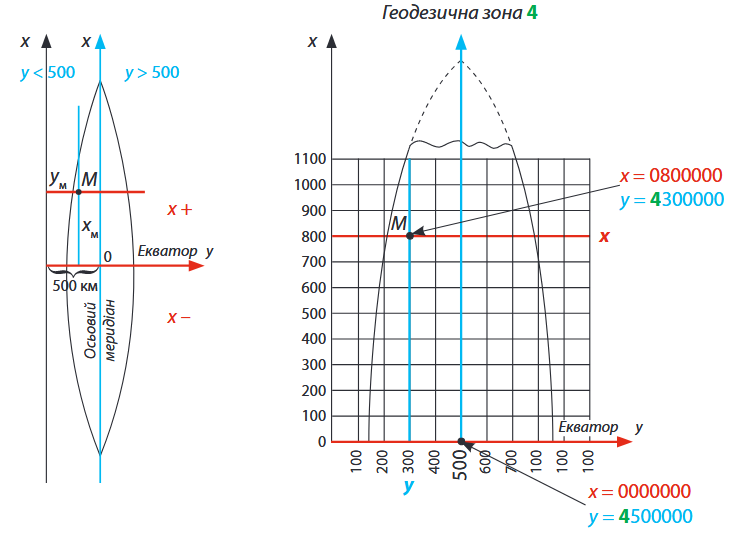 Геодезична зона 4
x
x
y < 500
y > 500
yм
M
xм
x +
0
Екватор y
500 км
Осьовий
меридіан
x −
x
1100
1000
900
800
700
600
500
400
300
200
100
0
M
x
x = 0800000
y = 4300000
Екватор y
100
200
300
400
500
600
700
100
100
100
y
x = 0000000
y = 4500000